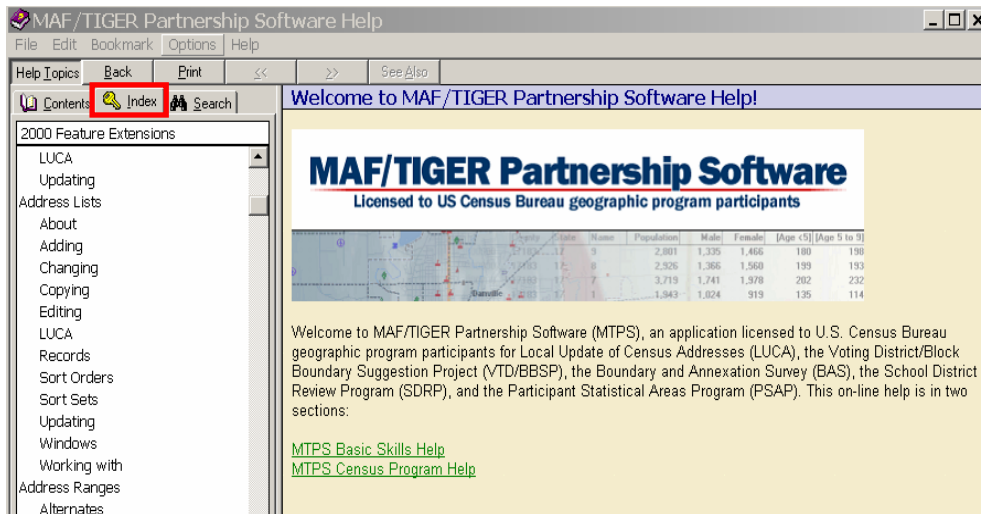 MAF/TIGER Partnership Software Help
File Edit Bookmark Options Help
Help Topics Back Print << >> See Also
Contents Index Search
2000 Feature Extensions
LUCA
Updating
Address Lists
About
Adding
Changing
Copying
Editing
LUCA
Records
Sort Orders
Sort Sets
Updating
Windows
Working with
Address Ranges
Alternates
Welcome to MAF/TIGER Partnership Software Help!
MAF/TIGER Partnership Software
Licensed to US Census Bureau geographic program participants
State Name Population Male Female [Age <5] [Age 5 to 9]
17 9 2,801 1,335 1,466 180 198
2,926 1,366 1,560 199 193
17 7 3,719 1,741 1,978 202 232
Danville 17 1 1,943 1,024 919 135 114
Welcome to MAF/TIGER Partnership Software (MTPS), an application licensed to U.S. Census Bureau
geographic program participants for Local Update of Census Addresses (LUCA), the Voting District/Block
Boundary Suggestion Project (VTD/BBSP), the Boundary and Annexation Survey (BAS), the School District
Review Program (SDRP), and the Participant Statistical Areas Program (PSAP). This on-line help is in two
sections:
MTPS Basic Skills Help
MTPS Census Program Help